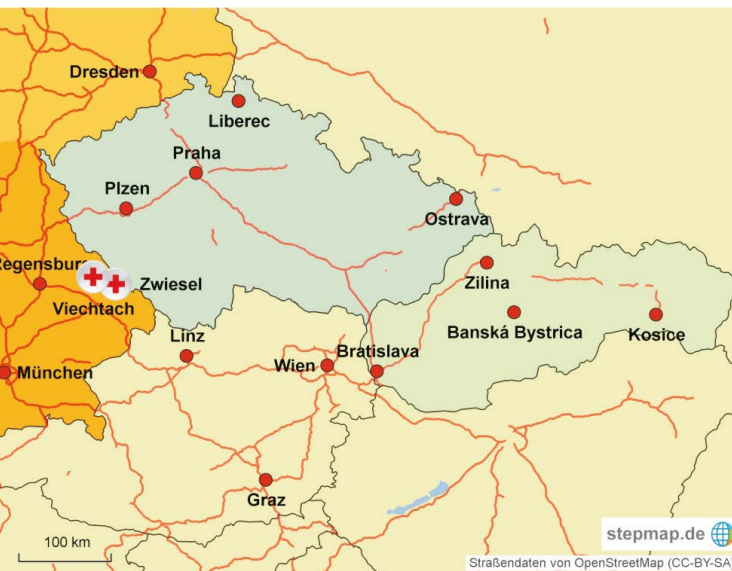 Dresden
Liberec
Praha
Plzen
Ostrava
Regensburg
Zwiesel
Zilina
Viechtach
Banská Bystrica
Kosice
Linz
Bratislava
Wien
München
Graz
100 km
stepmap.de
Straßendaten von OpenStreetMap (CC-BY-SA)